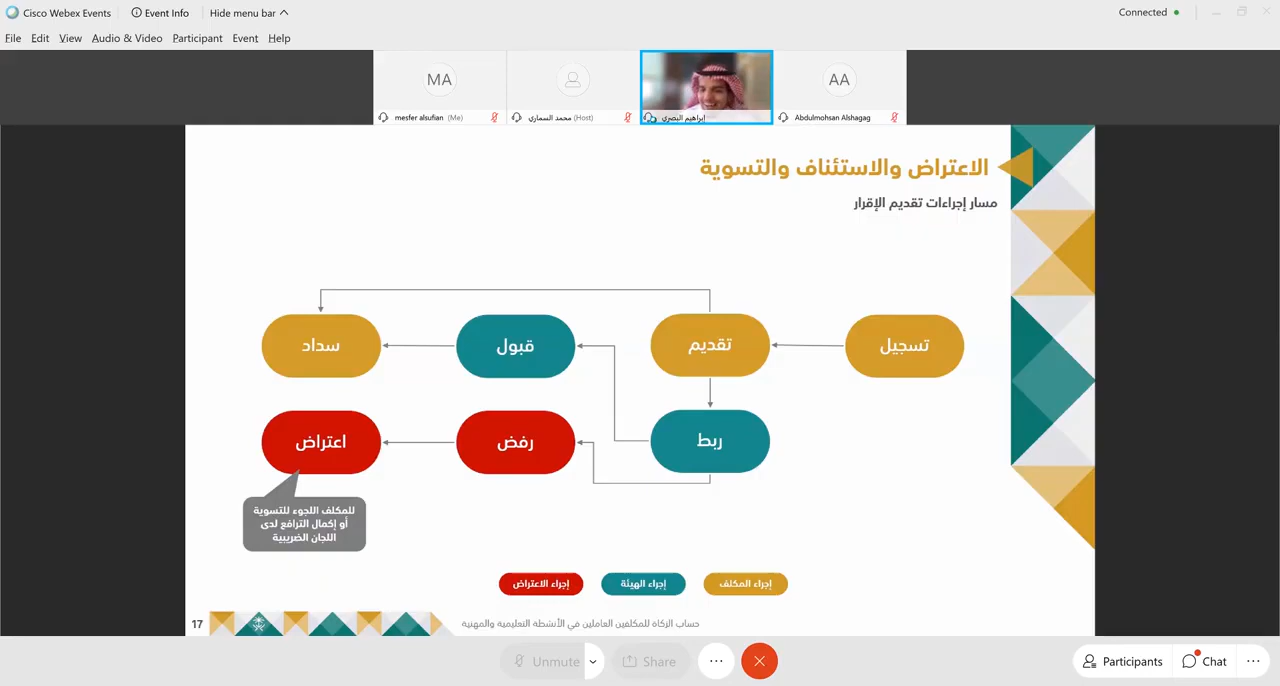 Cisco Webex Events
Event Info
Hide menu bar
Connected
File Edit View Audio & Video Participant Event Help
MA
AA
mesfer alsufian (Me)
محمد السماري (Host)
إبراهيم البصري
Abdulmohsan Alshagag
الاعتراض والاستئناف والتسوية
مسار إجراءات تقديم الإقرار
تسجيل
تقديم
قبول
سداد
ربط
رفض
اعتراض
للمكلف اللجوء للتسوية
أو إكمال الترافع لدى
اللجان الضريبية
إجراء المكلف
إجراء الهيئة
إجراء الاعتراض
حساب الزكاة للمكلفين العاملين في الأنشطة التعليمية والمهنية
17
Unmute
Share
Participants
Chat